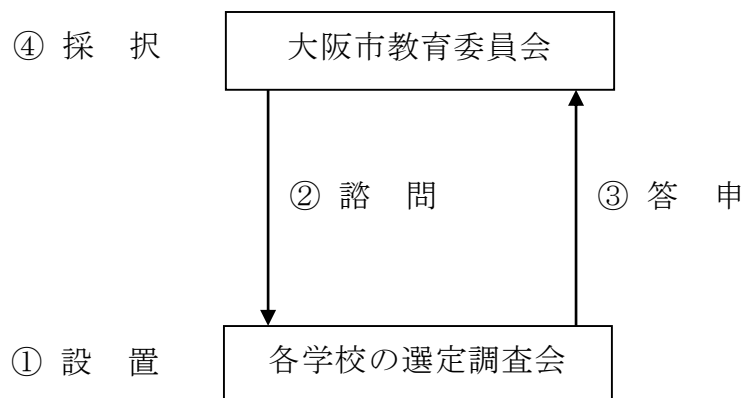 ④ 採　択
大阪市教育委員会
② 諮　問
③ 答　申
① 設　置
各学校の選定調査会